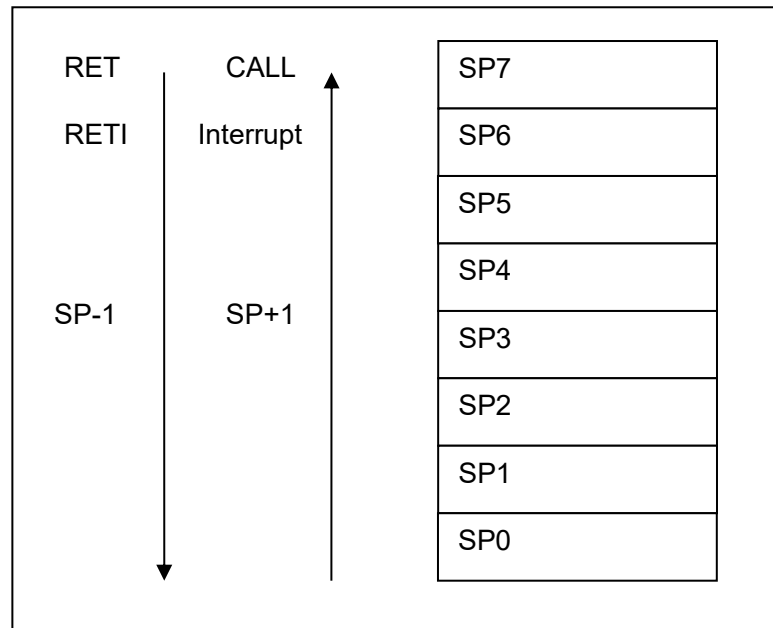 RET CALL SP7
RETI Interrupt SP6
SP5
SP4
SP-1 SP+1
SP3
SP2
SP1
SP0